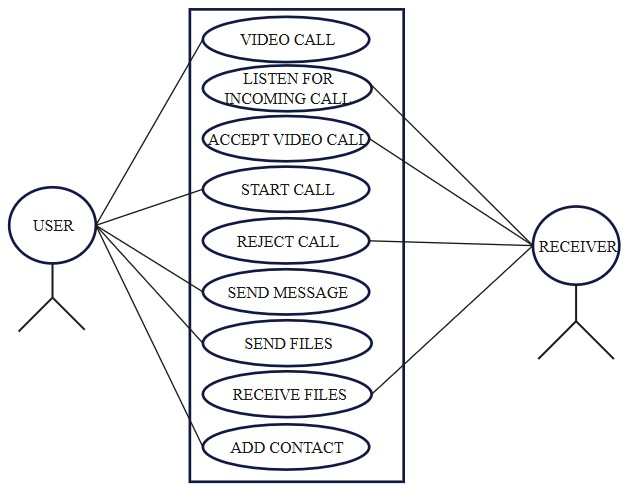 VIDEO CALL
LISTEN FOR
INCOMING CALL
ACCEPT VIDEO CALL
START CALL
USER
REJECT CALL
RECEIVER
SEND MESSAGE
SEND FILES
RECEIVE FILES
ADD CONTACT